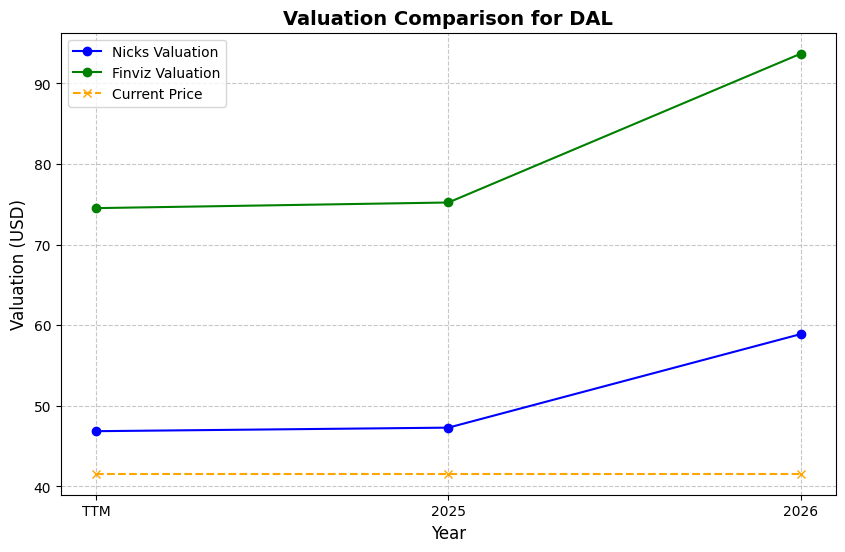 Valuation Comparison for DAL
Nicks Valuation
Finviz Valuation
Current Price
Valuation (USD)
90
80
70
60
50
40
TTM
2025
2026
Year